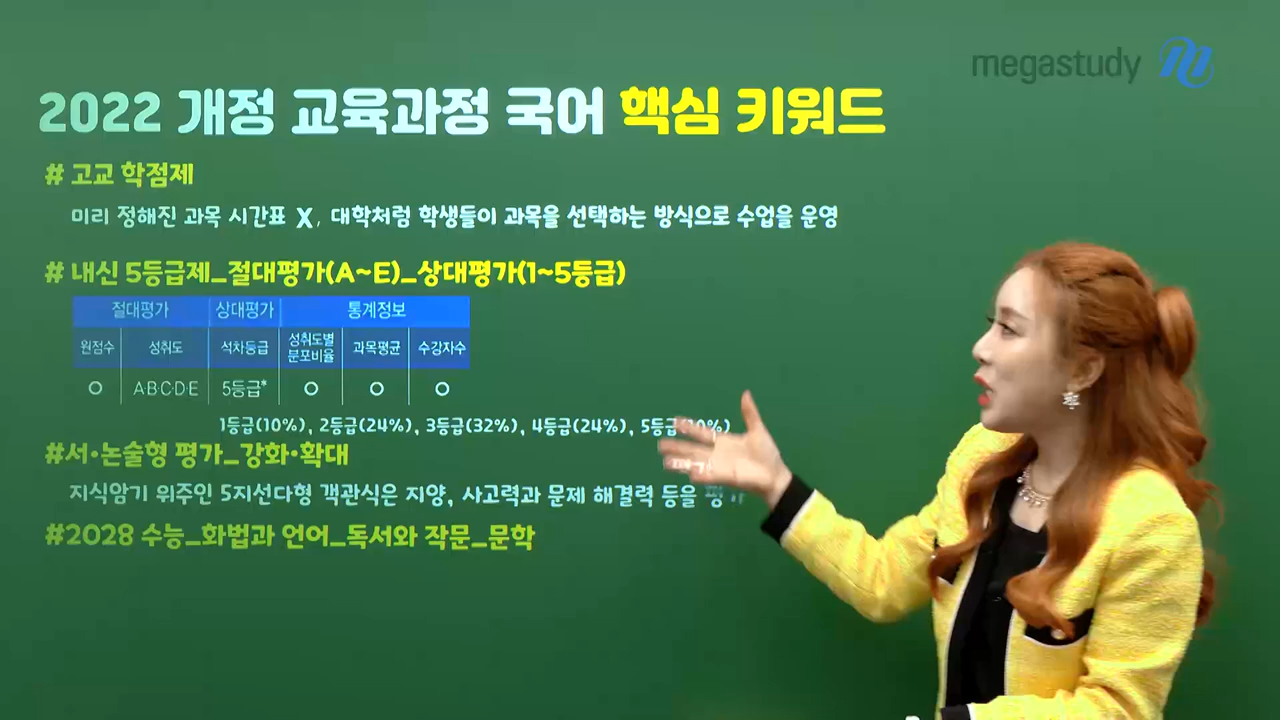 megastudy
2022 개정 교육과정 국어 핵심 키워드
# 고교 학점제
미리 정해진 과목 시간표 X, 대학처럼 학생들이 과목을 선택하는 방식으로 수업을 운영
# 내신 5등급제_절대평가(A~E)_상대평가(1~5등급)
절대평가 상대평가 통계정보
원점수 성취도 석차등급 성취도별 분포비율 과목평균 수강자수
○ A·B·C·D·E 5등급* ○ ○ ○
1등급(10%), 2등급(24%), 3등급(32%), 4등급(24%), 5등급(10%)
#서·논술형 평가_강화·확대
지식암기 위주인 5지선다형 객관식은 지양, 사고력과 문제 해결력 등을 평가
#2028 수능_화법과 언어_독서와 작문_문학